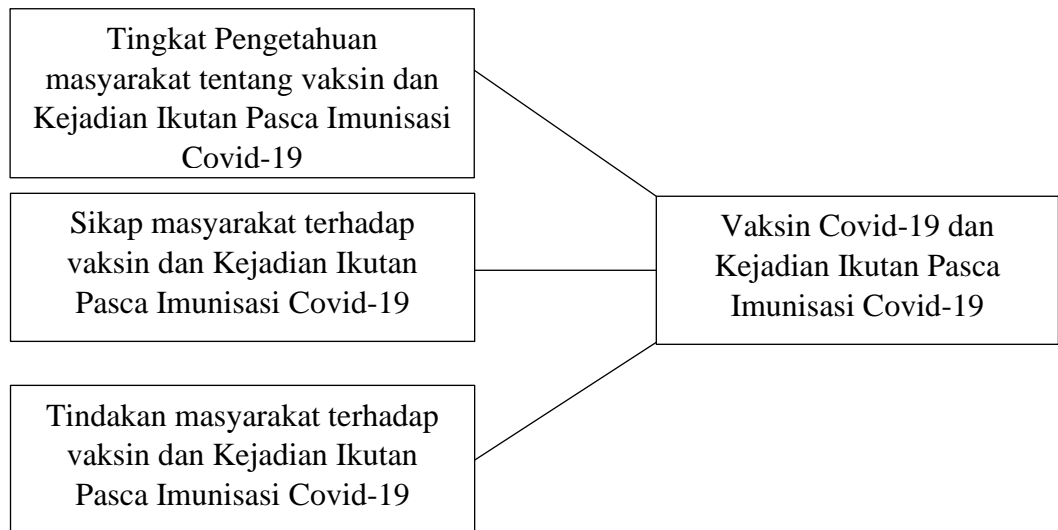 Tingkat Pengetahuan
masyarakat tentang vaksin dan
Kejadian Ikutan Pasca Imunisasi
Covid-19
Sikap masyarakat terhadap
vaksin dan Kejadian Ikutan
Pasca Imunisasi Covid-19
Tindakan masyarakat terhadap
vaksin dan Kejadian Ikutan
Pasca Imunisasi Covid-19
Vaksin Covid-19 dan
Kejadian Ikutan Pasca
Imunisasi Covid-19